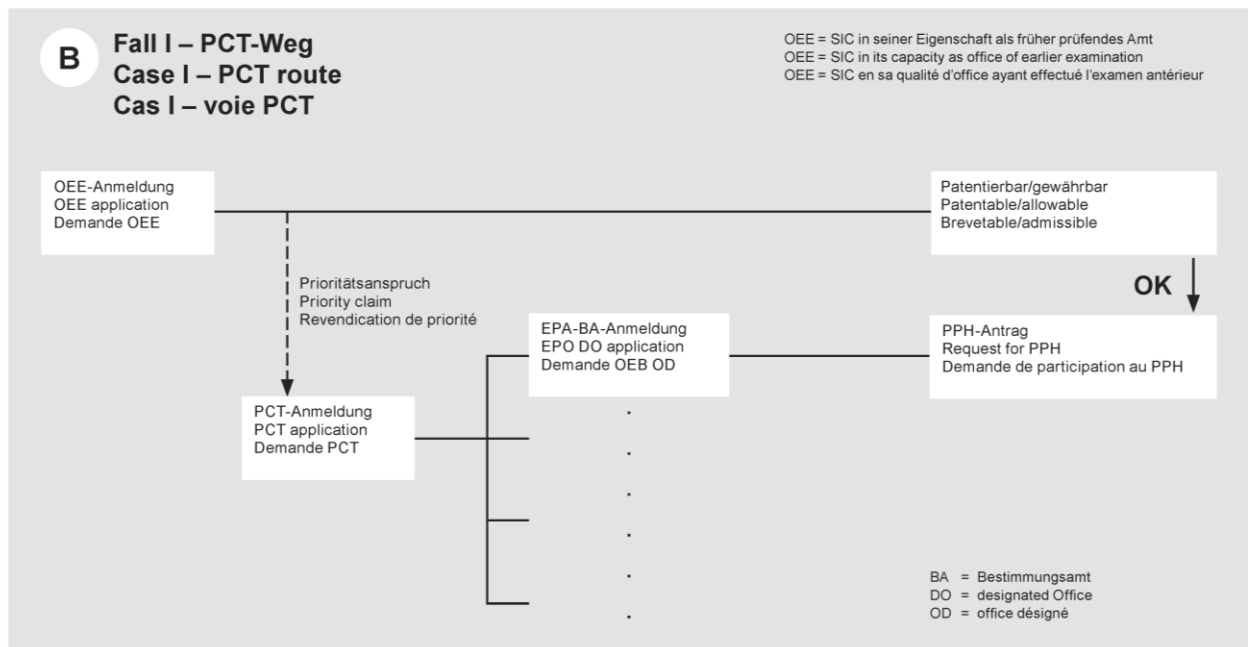 B
Fall I – PCT-Weg
Case I – PCT route
Cas I – voie PCT
OEE = SIC in seiner Eigenschaft als früher prüfendes Amt
OEE = SIC in its capacity as office of earlier examination
OEE = SIC en sa qualité d'office ayant effectué l'examen antérieur
OEE-Anmeldung
OEE application
Demande OEE
Patentierbar/gewährbar
Patentable/allowable
Brevetable/admissible
Prioritätsanspruch
Priority claim
Revendication de priorité
OK
EPA-BA-Anmeldung
EPO DO application
Demande OEB OD
PPH-Antrag
Request for PPH
Demande de participation au PPH
PCT-Anmeldung
PCT application
Demande PCT
BA = Bestimmungsamt
DO = designated Office
OD = office désigné